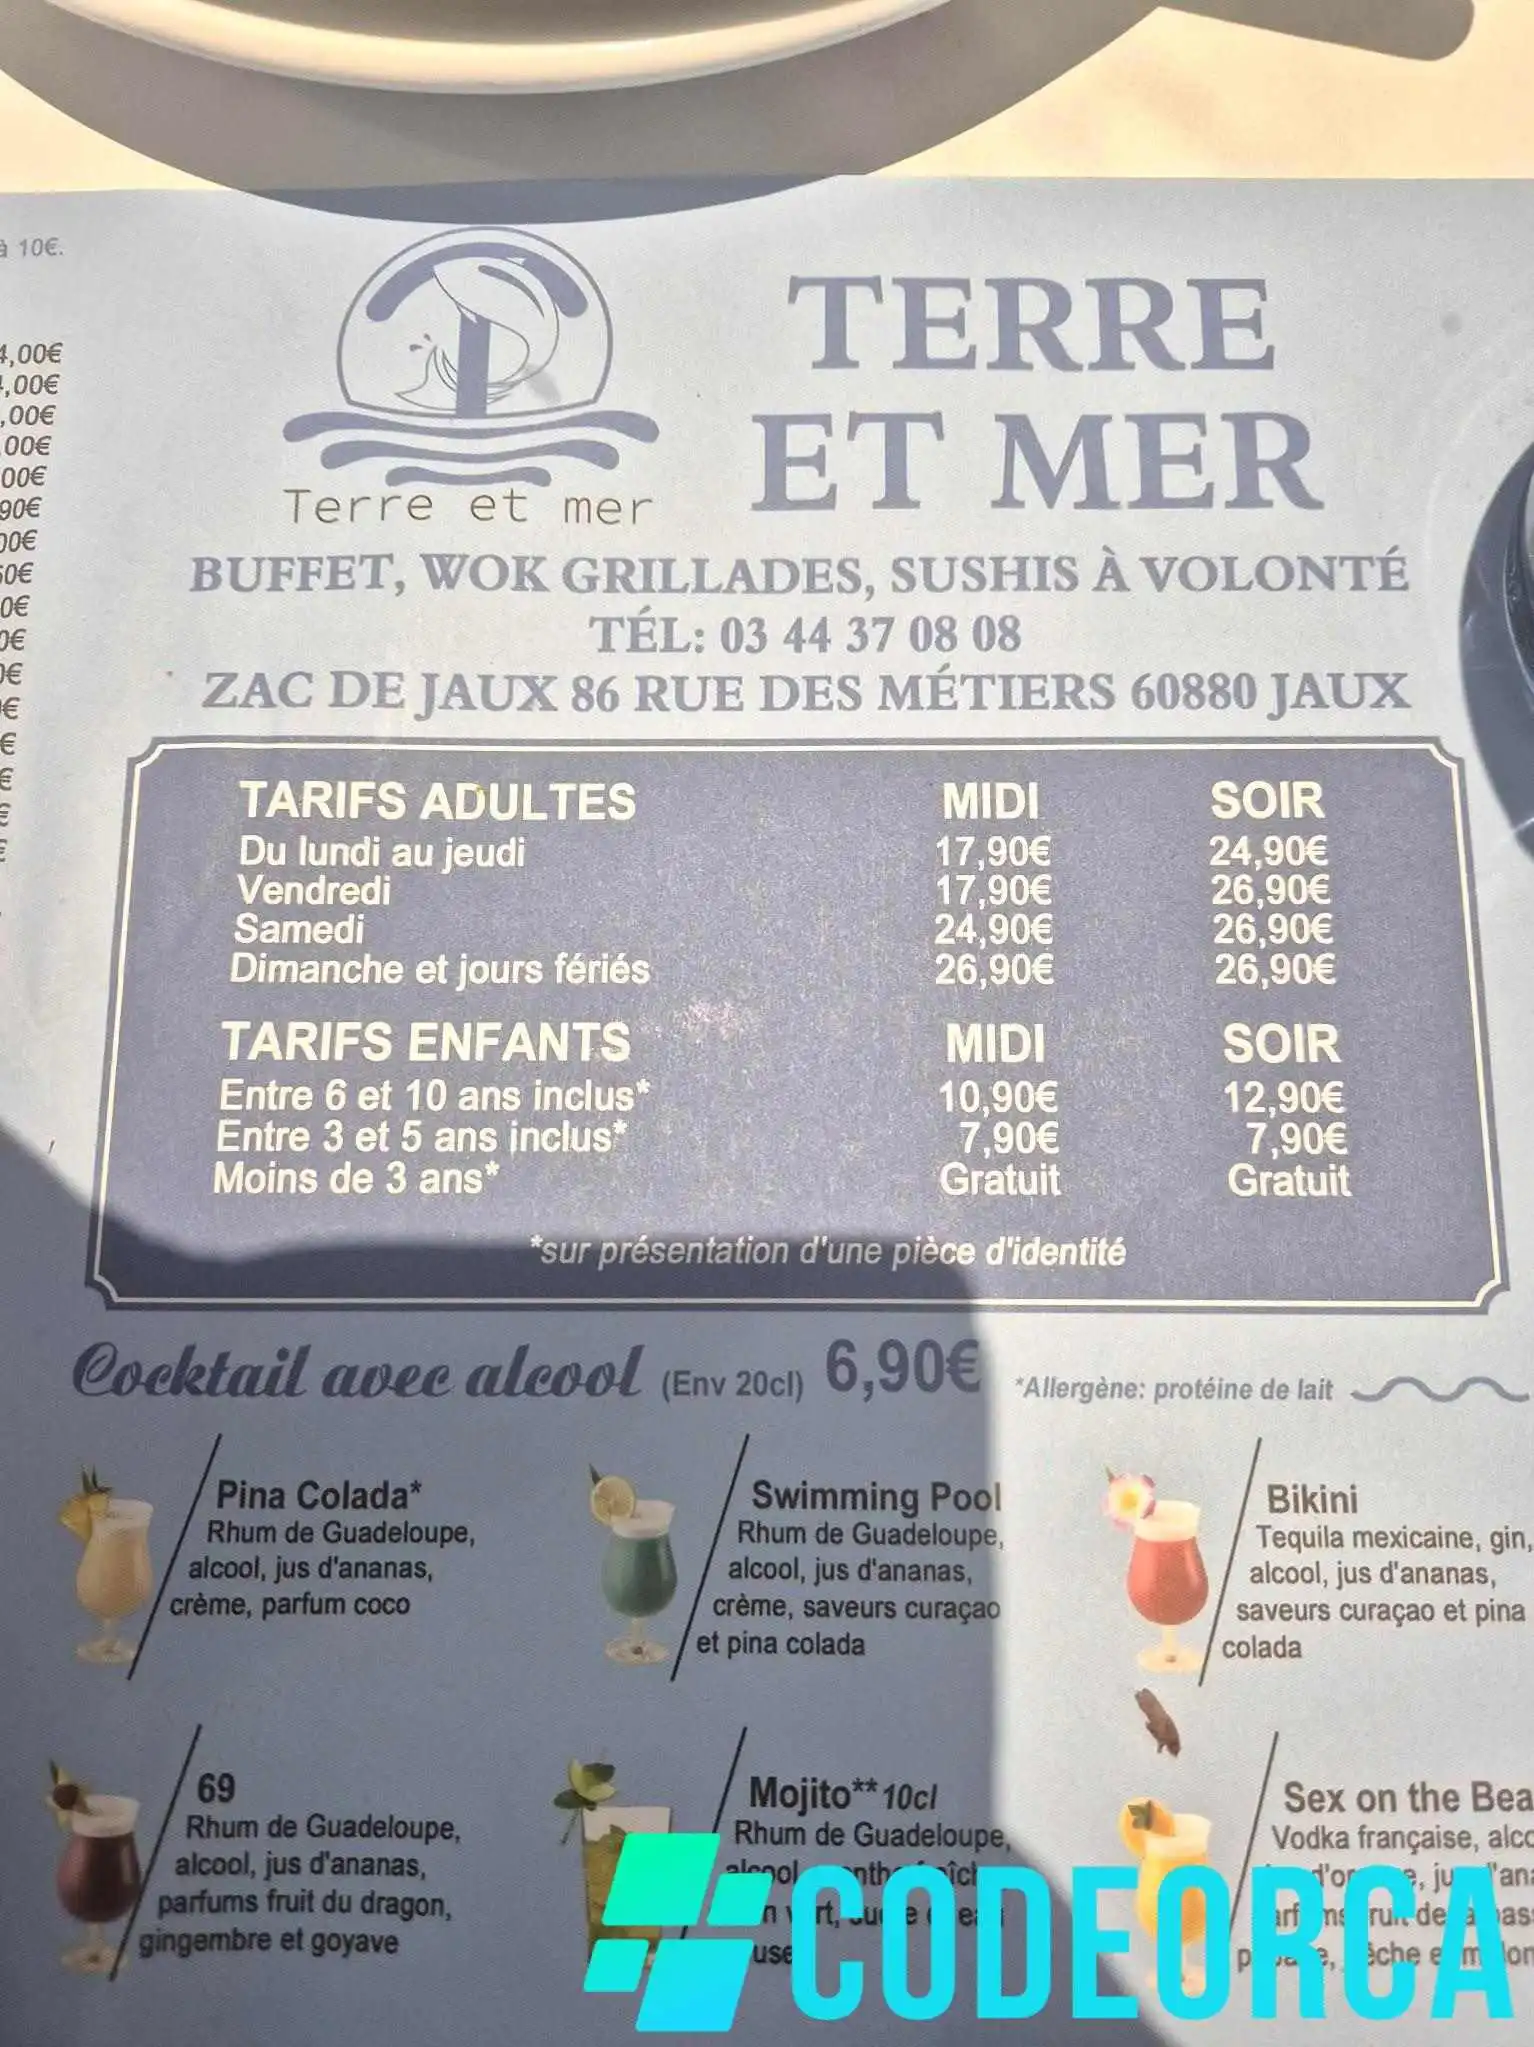 à 10€.
Terre et mer
TERRE
ET MER
BUFFET, WOK GRILLADES, SUSHIS À VOLONTÉ
TÉL: 03 44 37 08 08
ZAC DE JAUX 86 RUE DES MÉTIERS 60880 JAUX
TARIFS ADULTES MIDI SOIR
Du lundi au jeudi 17,90€ 24,90€
Vendredi 17,90€ 26,90€
Samedi 24,90€ 26,90€
Dimanche et jours fériés 26,90€ 26,90€
TARIFS ENFANTS MIDI SOIR
Entre 6 et 10 ans inclus* 10,90€ 12,90€
Entre 3 et 5 ans inclus* 7,90€ 7,90€
Moins de 3 ans* Gratuit Gratuit
*sur présentation d'une pièce d'identité
Cocktail avec alcool (Env 20cl) 6,90€ *Allergène: protéine de lait
Pina Colada*
Rhum de Guadeloupe,
alcool, jus d'ananas,
crème, parfum coco
Swimming Pool
Rhum de Guadeloupe,
alcool, jus d'ananas,
crème, saveurs curaçao
et pina colada
Bikini
Tequila mexicaine, gin,
alcool, jus d'ananas,
saveurs curaçao et pina
colada
69
Rhum de Guadeloupe,
alcool, jus d'ananas,
parfums fruit du dragon,
gingembre et goyave
Mojito** 10cl
Rhum de Guadeloupe,
Sex on the
Vodka française,
CODEORCA